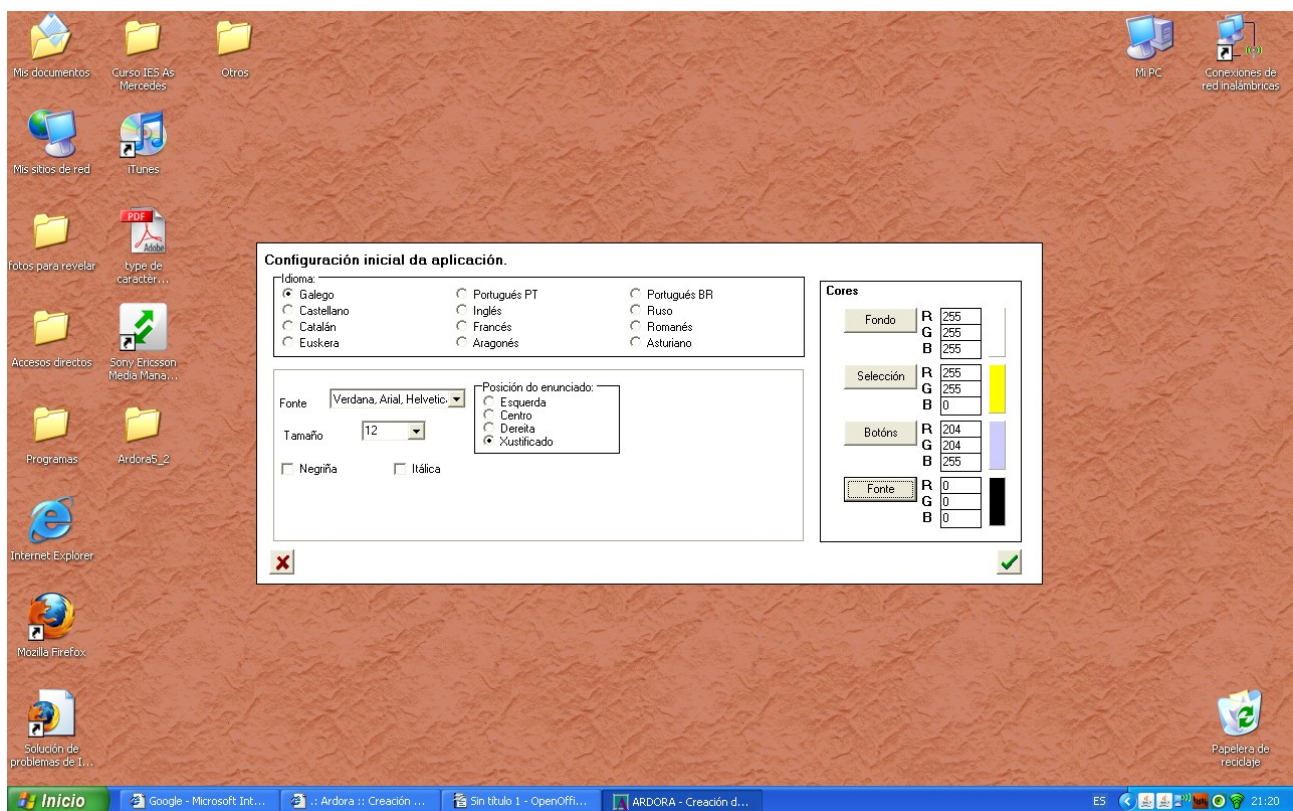 Mis documentos
Curso IES As
Mercedes
Otros
Mi PC
Conexiones de
red inalámbricas
Mis sitios de red
iTunes
PDF
Adobe
fotos para revelar
type de
caractèr...
Accesos directos
Sony Ericsson
Media Mana...
Programas
Ardora5_2
Internet Explorer
Mozilla Firefox
Solución de
problemas de I...
Papelera de
reciclaje
Configuración inicial da aplicación.
Idioma:
Galego
Portugués PT
Portugués BR
Castellano
Inglés
Ruso
Catalán
Francés
Romanés
Euskera
Aragonés
Asturiano
Fonte
Verdana, Arial, Helvetic.
Tamaño
12
Negriña
Itálica
Posición do enunciado:
Esquerda
Centro
Dereita
Xustificado
Cores
Fondo
R 255
G 255
B 255
Selección
R 255
G 255
B 0
Botóns
R 204
G 204
B 255
Fonte
R 0
G 0
B 0
Inicio
Google - Microsoft Int...
.: Ardora :: Creación ...
Sin título 1 - OpenOffi...
ARDORA - Creación d...
ES
21:20